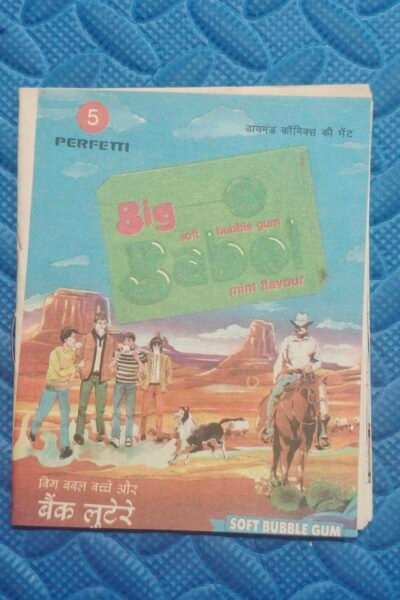 5
PERFETTI
डायमंड कॉमिक्स की भेंट
Big
soft bubble gum
Babol
mint flavour
बिग बबल बच्चे और
बैंक लुटेरे
SOFT BUBBLE GUM